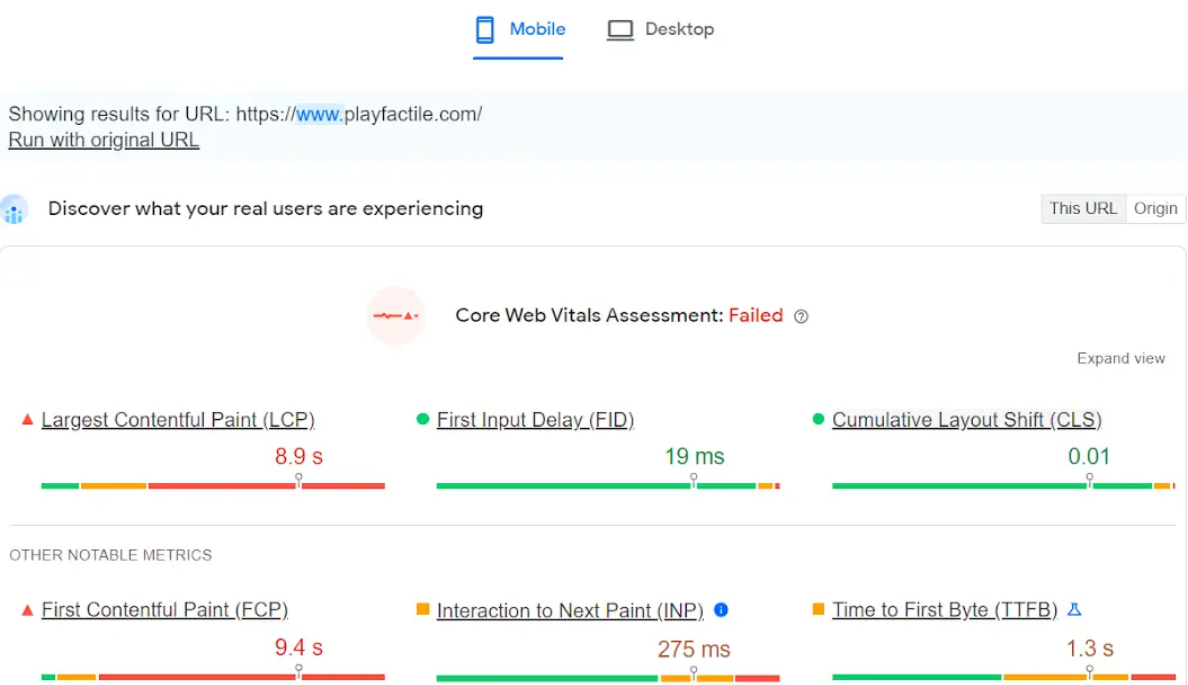 Mobile Desktop
Showing results for URL: https://www.playfactile.com/
Run with original URL
Discover what your real users are experiencing This URL Origin
Core Web Vitals Assessment: Failed
Expand view
Largest Contentful Paint (LCP) First Input Delay (FID) Cumulative Layout Shift (CLS)
8.9 s 19 ms 0.01
OTHER NOTABLE METRICS
First Contentful Paint (FCP) Interaction to Next Paint (INP) Time to First Byte (TTFB)
9.4 s 275 ms 1.3 s